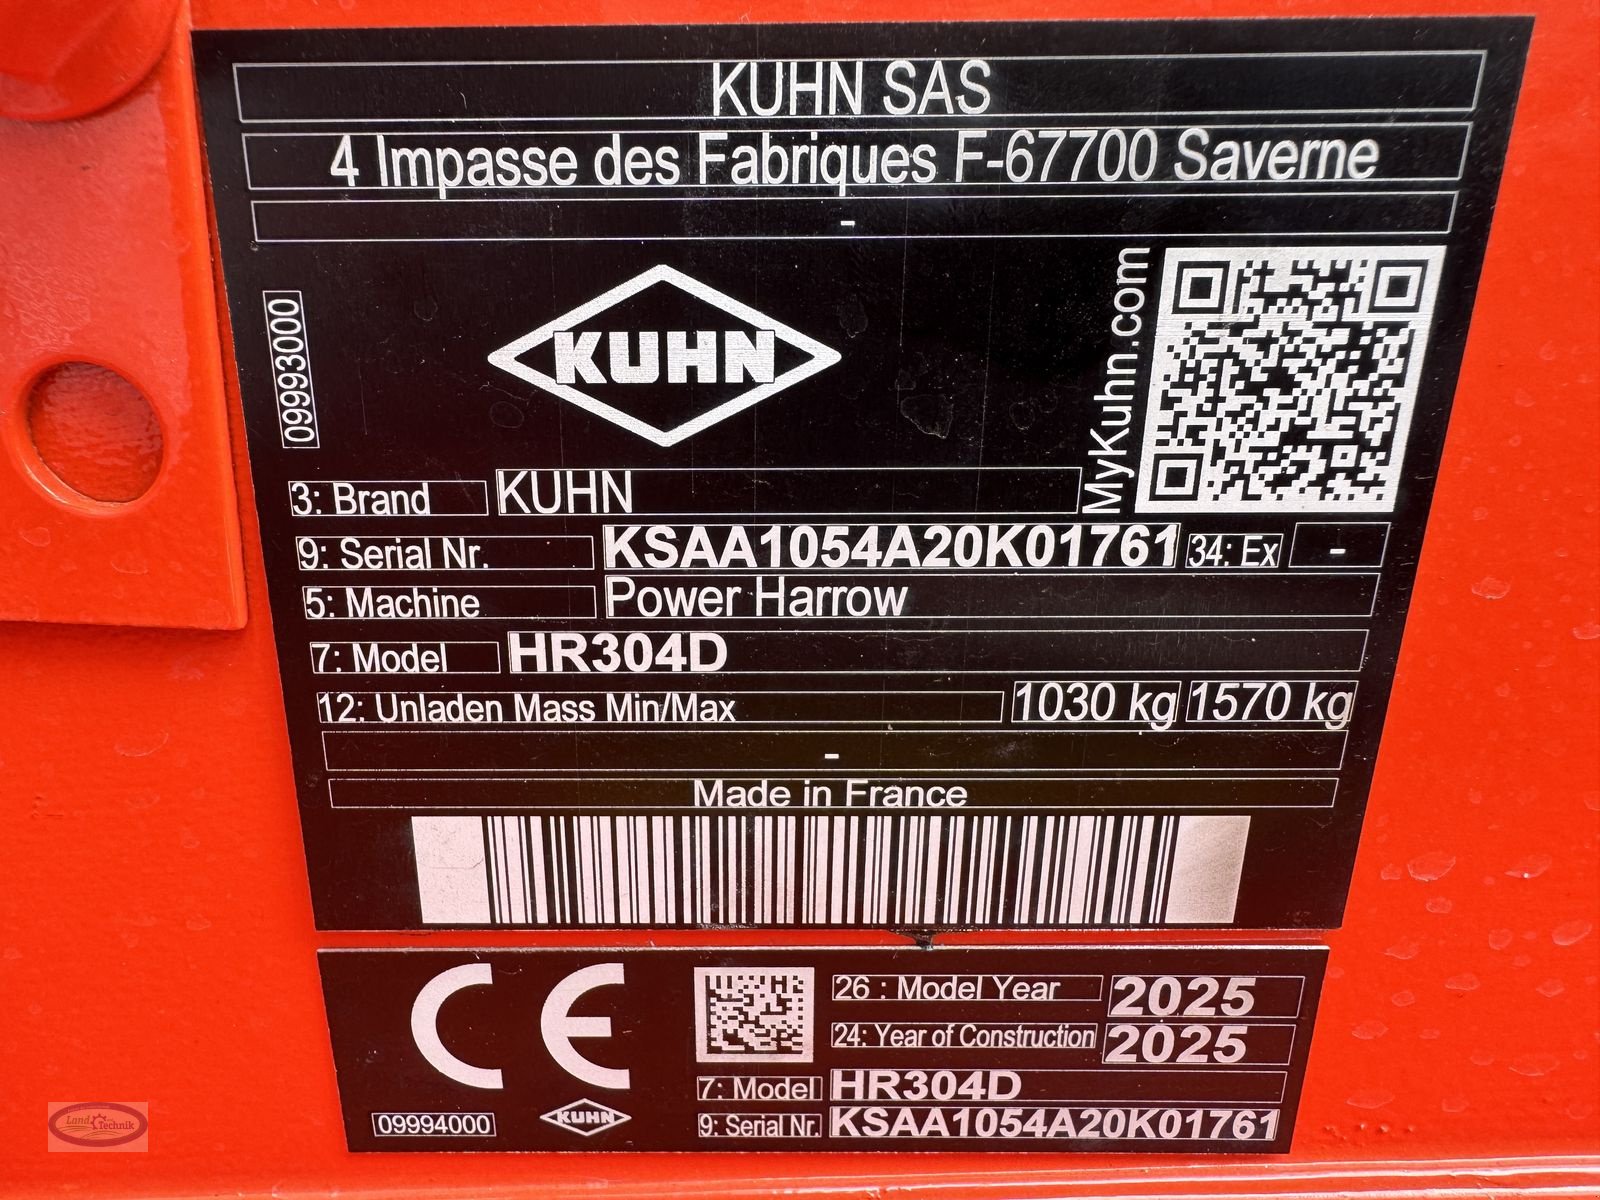 KUHN SAS
4 Impasse des Fabriques F-67700 Saverne
-
09993000
KUHN
MyKuhn.com
3: Brand KUHN
9: Serial Nr. KSAA1054A20K01761 34: Ex -
5: Machine Power Harrow
7: Model HR304D
12: Unladen Mass Min/Max 1030 kg 1570 kg
-
Made in France
CE
26 : Model Year 2025
24: Year of Construction 2025
7: Model HR304D
09994000 KUHN 9: Serial Nr. KSAA1054A20K01761
Land Technik